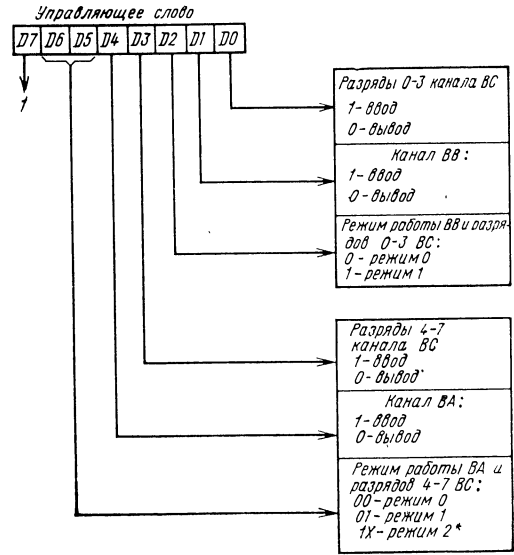 Управляющее слово
D7 D6 D5 D4 D3 D2 D1 D0
1
Разряды 0-3 канала ВС
1- ввод
0- вывод
Канал ВВ:
1- ввод
0- вывод
Режим работы ВВ и разря-
дов 0-3 ВС:
0 - режим 0
1 - режим 1
Разряды 4-7
канала ВС
1- ввод
0- вывод
Канал ВА:
1- ввод
0- вывод
Режим работы ВА и
разрядов 4-7 ВС:
00- режим 0
01- режим 1
1X- режим 2*